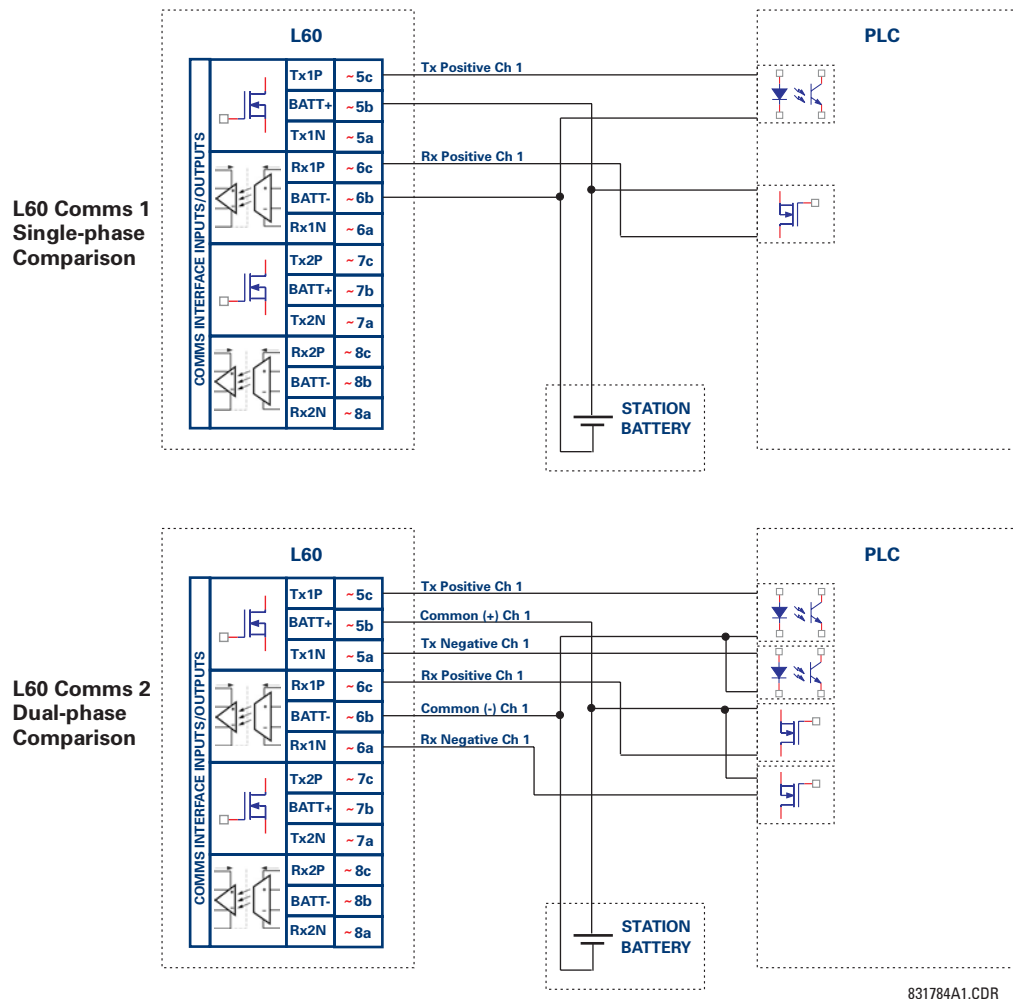 L60
PLC
COMMS INTERFACE INPUTS/OUTPUTS
Tx1P ~5c Tx Positive Ch 1
BATT+ ~5b
Tx1N ~5a
Rx1P ~6c Rx Positive Ch 1
BATT- ~6b
Rx1N ~6a
Tx2P ~7c
BATT+ ~7b
Tx2N ~7a
Rx2P ~8c
BATT- ~8b
Rx2N ~8a
L60 Comms 1
Single-phase
Comparison
STATION
BATTERY
L60
PLC
COMMS INTERFACE INPUTS/OUTPUTS
Tx1P ~5c Tx Positive Ch 1
BATT+ ~5b Common (+) Ch 1
Tx1N ~5a Tx Negative Ch 1
Rx1P ~6c Rx Positive Ch 1
BATT- ~6b Common (-) Ch 1
Rx1N ~6a Rx Negative Ch 1
Tx2P ~7c
BATT+ ~7b
Tx2N ~7a
Rx2P ~8c
BATT- ~8b
Rx2N ~8a
L60 Comms 2
Dual-phase
Comparison
STATION
BATTERY
831784A1.CDR